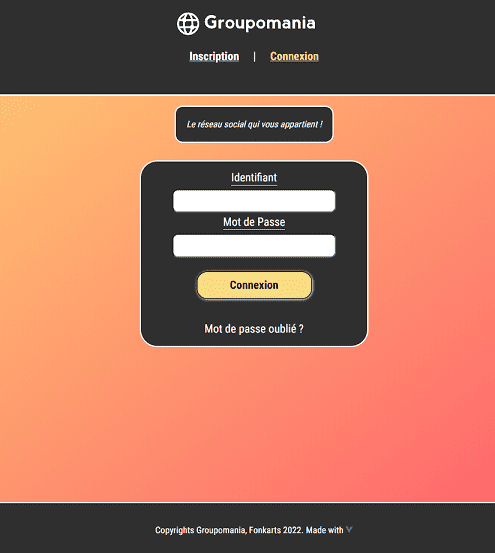 Groupomania
Inscription | Connexion
Le réseau social qui vous appartient !
Identifiant
Mot de Passe
Connexion
Mot de passe oublié ?
Copyrights Groupomania, Fonkarts 2022. Made with